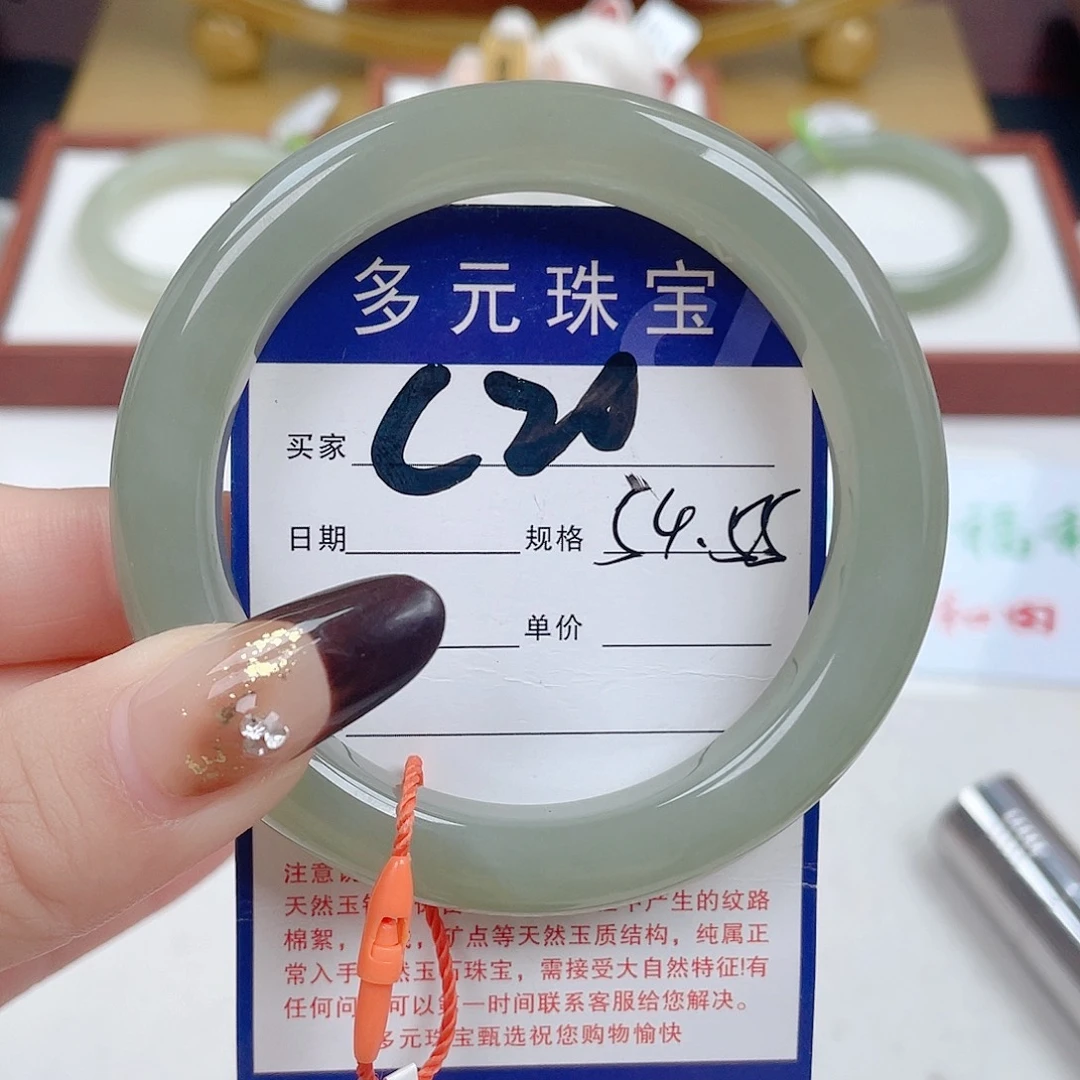 多元珠宝
买家
日期 规格 54.55
单价
注意
天然玉 产生的纹路
棉絮， ，矿点等天然玉质结构，纯属正
常入手 然玉 珠宝，需接受大自然特征!有
任何问 可以第一时间联系客服给您解决。
多元珠宝甄选祝您购物愉快
和田